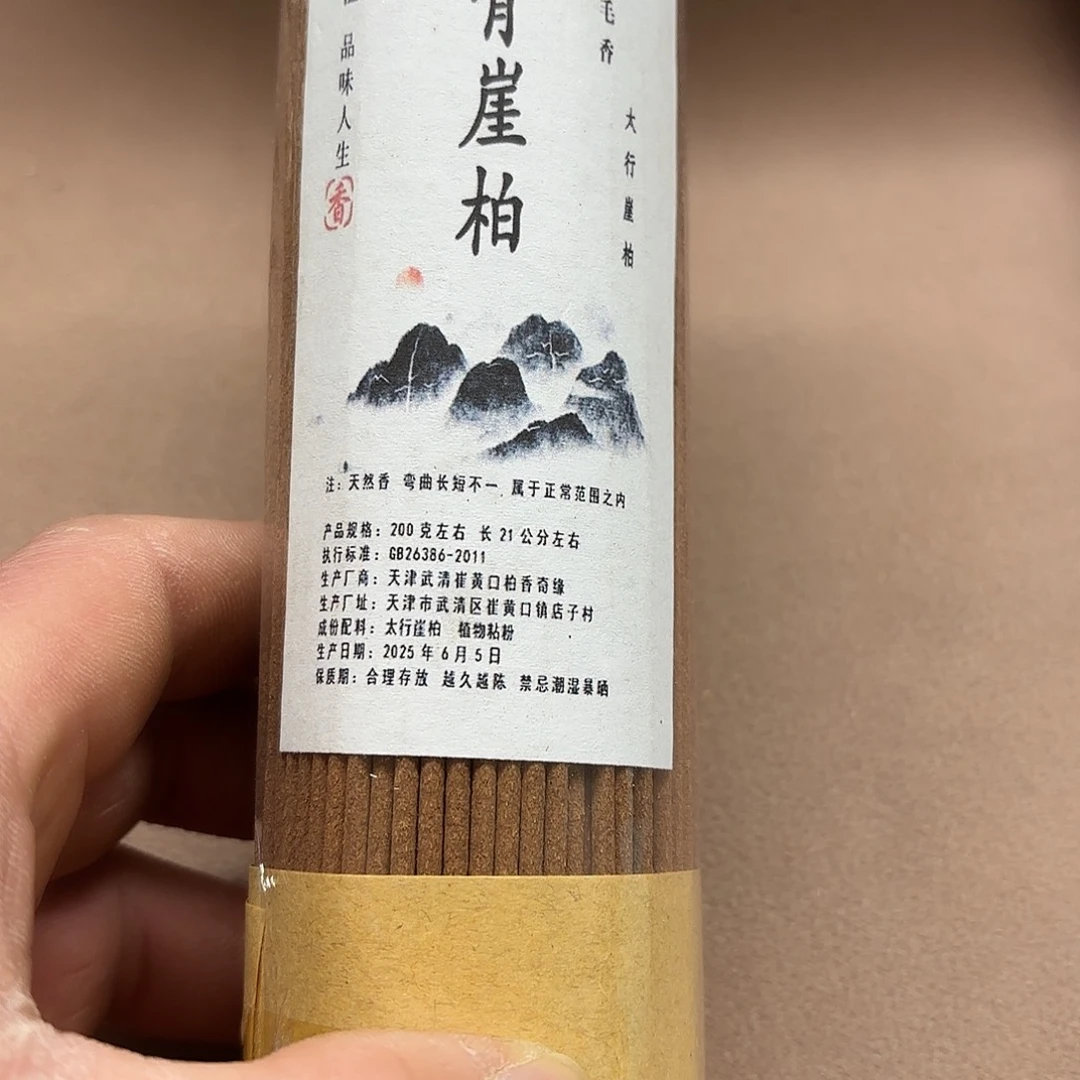 毛香
太行崖柏
崖柏
品味人生
香
注：天然香 弯曲长短不一 属于正常范围之内
产品规格：200克左右 长21公分左右
执行标准：GB26386-2011
生产厂商：天津武清崔黄口柏香奇缘
生产厂址：天津市武清区崔黄口镇店子村
成份配料：太行崖柏 植物粘粉
生产日期：2025年6月5日
保质期：合理存放 越久越陈 禁忌潮湿暴晒